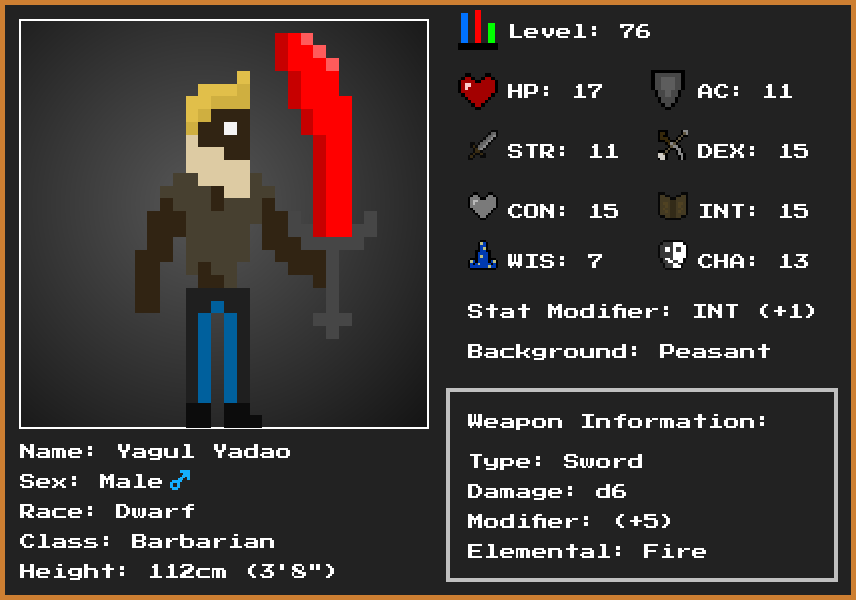 Level: 76
HP: 17 AC: 11
STR: 11 DEX: 15
CON: 15 INT: 15
WIS: 7 CHA: 13
Stat Modifier: INT (+1)
Background: Peasant
Weapon Information:
Type: Sword
Damage: d6
Modifier: (+5)
Elemental: Fire
Name: Yagul Yadao
Sex: Male ♂
Race: Dwarf
Class: Barbarian
Height: 112cm (3'8")